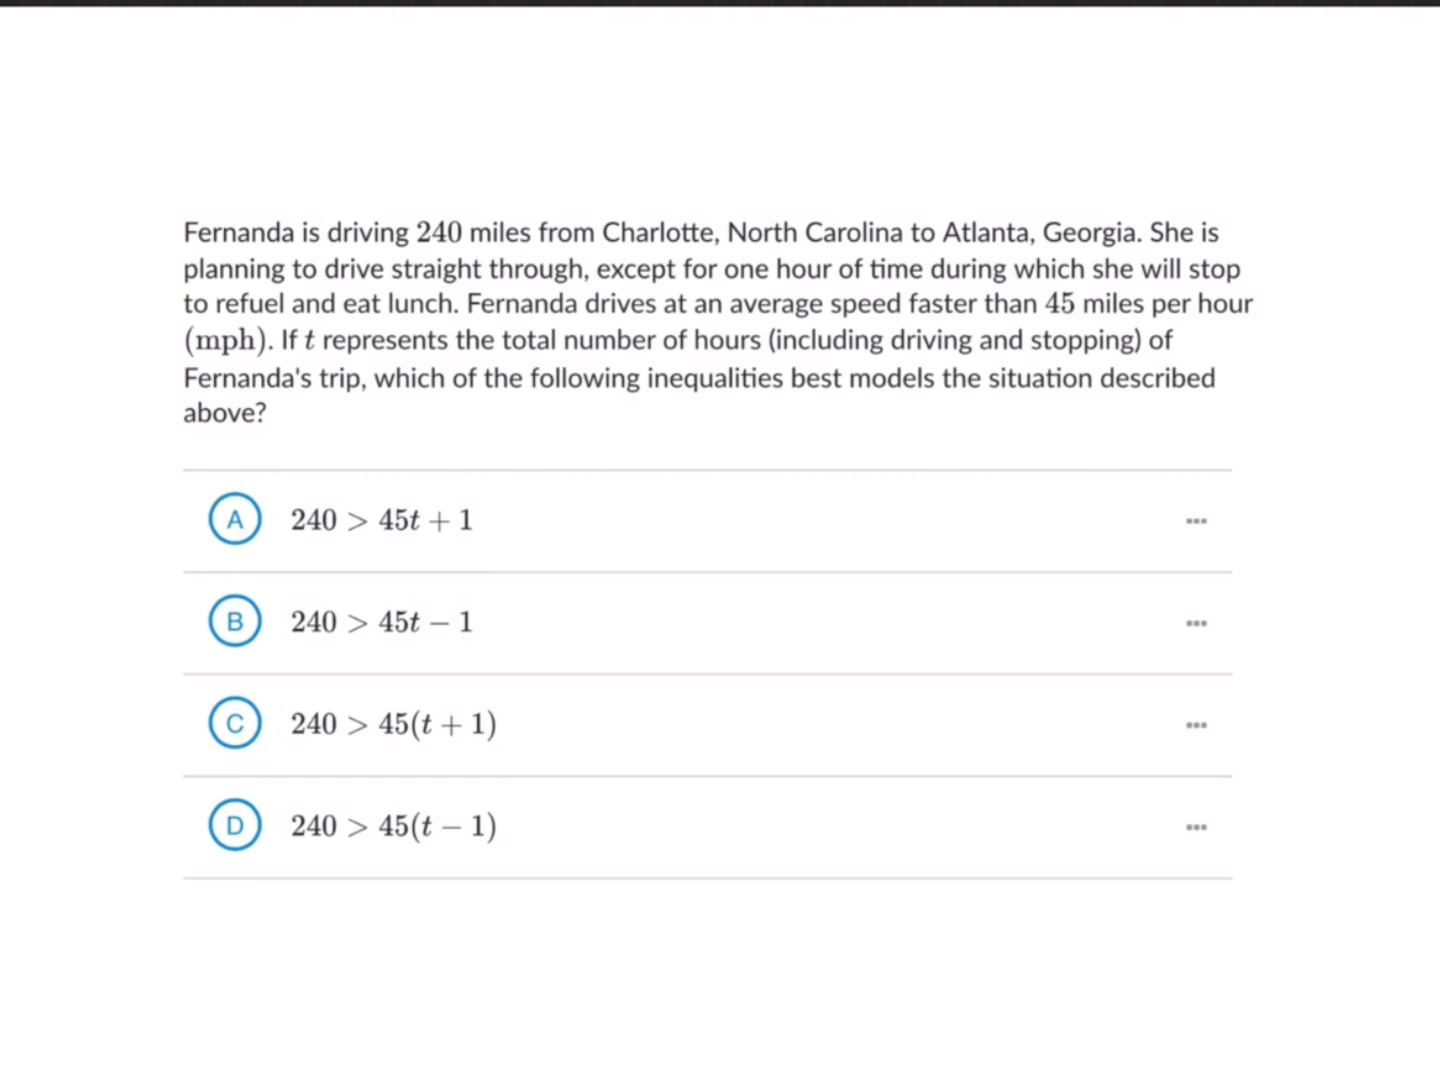 Fernanda is driving 240 miles from Charlotte, North Carolina to Atlanta, Georgia. She is
planning to drive straight through, except for one hour of time during which she will stop
to refuel and eat lunch. Fernanda drives at an average speed faster than 45 miles per hour
(mph). If t represents the total number of hours (including driving and stopping) of
Fernanda's trip, which of the following inequalities best models the situation described
above?
A 240 > 45t + 1
B 240 > 45t − 1
C 240 > 45(t + 1)
D 240 > 45(t − 1)